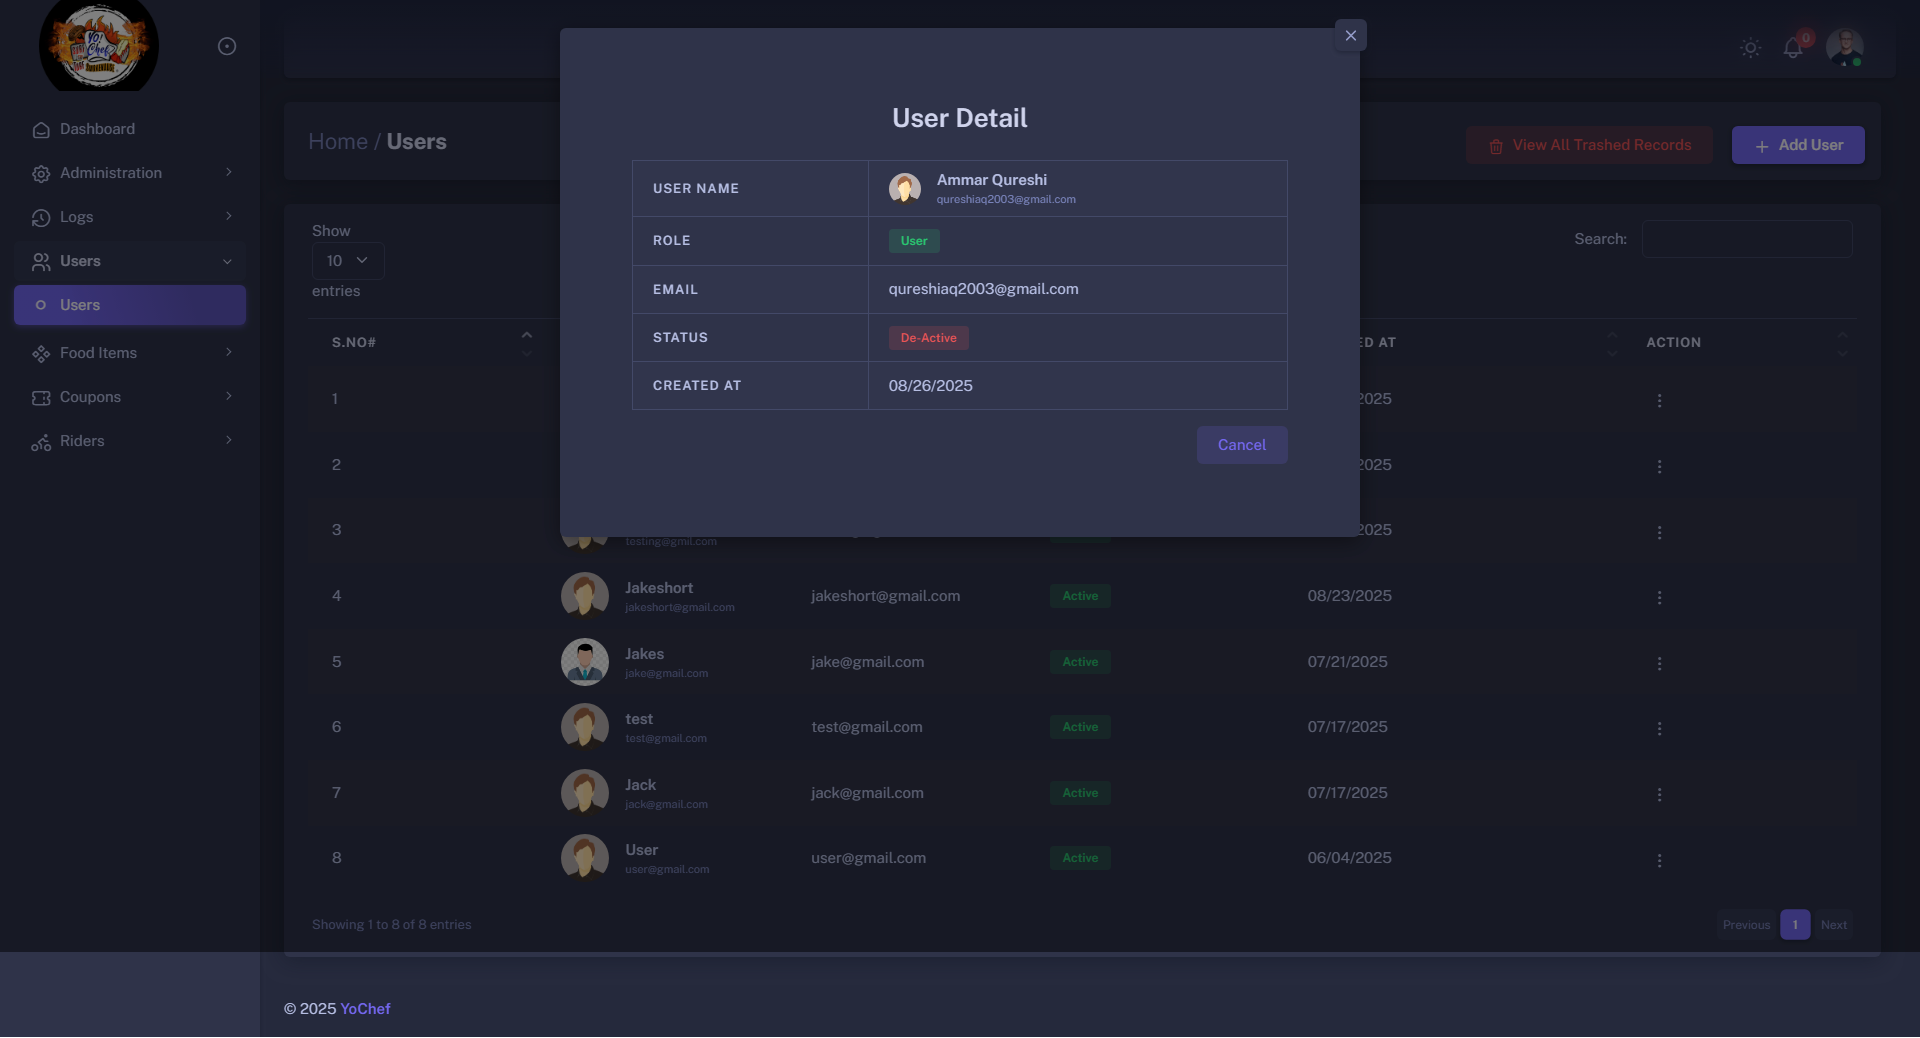 YO!
Chef
SMOKEHOUSE
Dashboard
Administration
Logs
Users
Users
Food Items
Coupons
Riders
0
Home / Users
View All Trashed Records
Add User
Show
10
entries
Search:
User Detail
USER NAME
Ammar Qureshi
qureshiaq2003@gmail.com
ROLE
User
EMAIL
qureshiaq2003@gmail.com
STATUS
De-Active
CREATED AT
08/26/2025
Cancel
S.NO#
ED AT
ACTION
1
2025
2
2025
3
testing@gmil.com
2025
4
Jakeshort
jakeshort@gmail.com
jakeshort@gmail.com
Active
08/23/2025
5
Jakes
jake@gmail.com
jake@gmail.com
Active
07/21/2025
6
test
test@gmail.com
test@gmail.com
Active
07/17/2025
7
Jack
jack@gmail.com
jack@gmail.com
Active
07/17/2025
8
User
user@gmail.com
user@gmail.com
Active
06/04/2025
Showing 1 to 8 of 8 entries
Previous
1
Next
© 2025 YoChef